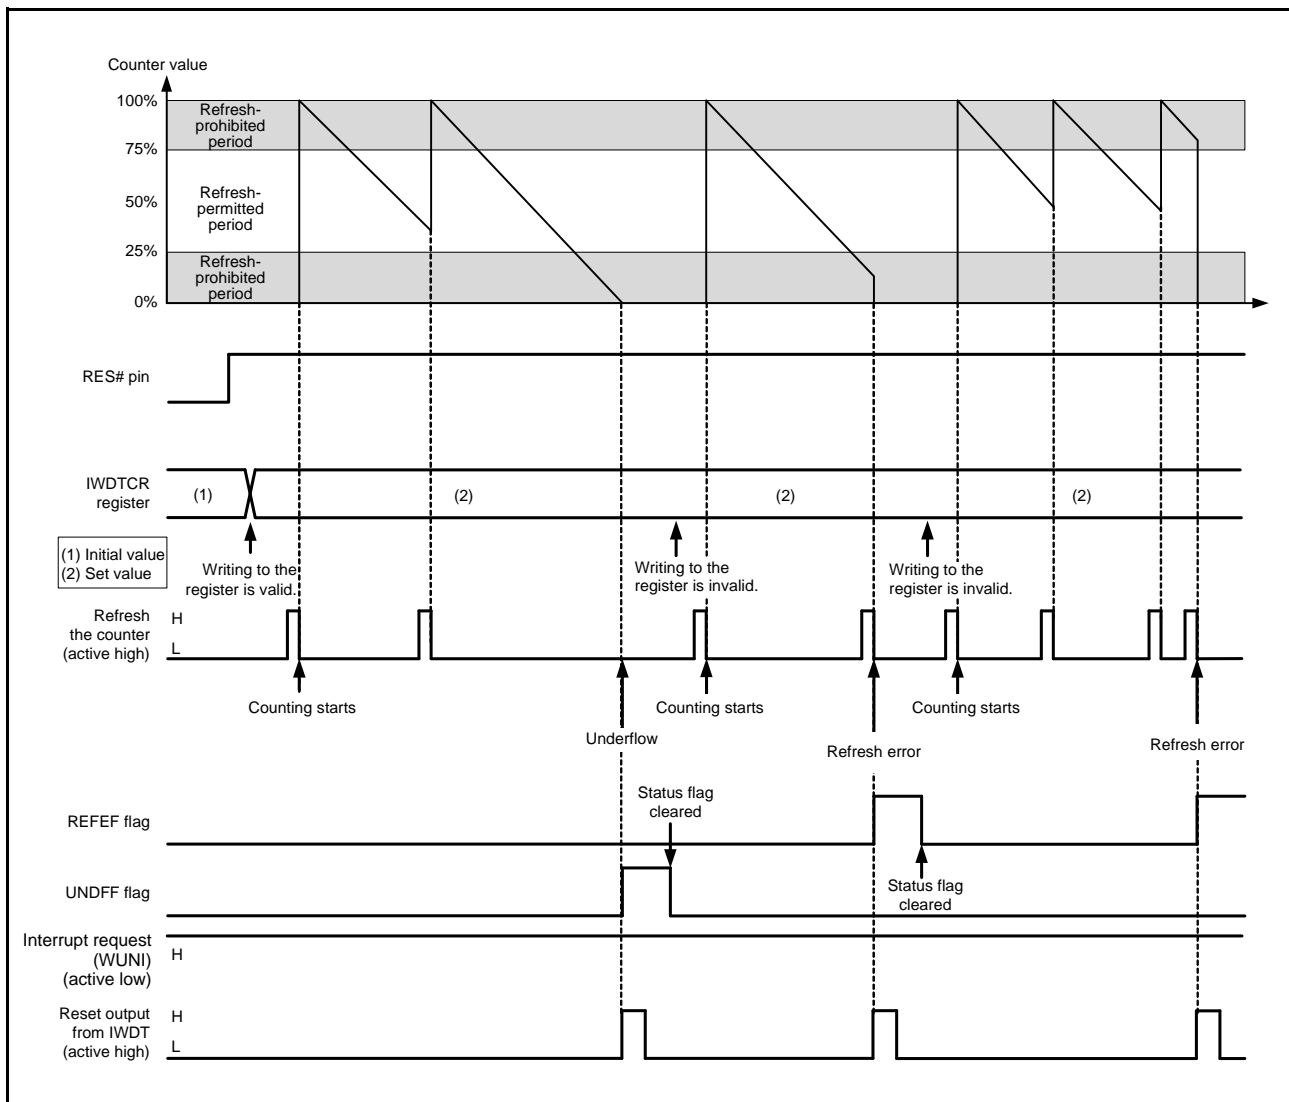 Counter value
100%
Refresh-
prohibited
period
75%
Refresh-
permitted
period
50%
25%
Refresh-
prohibited
period
0%
RES# pin
IWDTCR
register
(1)
(2)
(2)
(2)
(1) Initial value
(2) Set value
Writing to the
register is valid.
Writing to the
register is invalid.
Writing to the
register is invalid.
Refresh
the counter
(active high)
H
L
Counting starts
Counting starts
Counting starts
Underflow
Refresh error
Refresh error
Status flag
cleared
REFEF flag
Status flag
cleared
UNDFF flag
Interrupt request
(WUNI)
(active low)
H
Reset output
from IWDT
(active high)
H
L